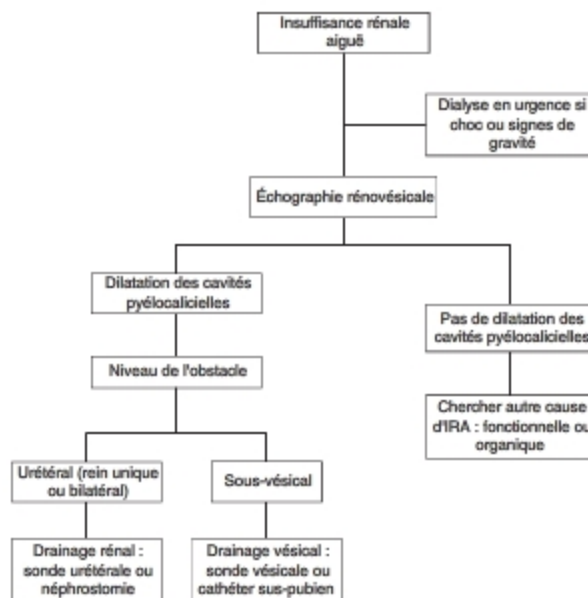 Insuffisance rénale
aiguë
Dialyse en urgence si
choc ou signes de
gravité
Échographie rénovésicale
Dilatation des cavités
pyélocalicielles
Pas de dilatation des
cavités pyélocalicielles
Niveau de l'obstacle
Chercher autre cause
d'IRA : fonctionnelle ou
organique
Urétéral (rein unique
ou bilatéral)
Sous-vésical
Drainage rénal :
sonde urétérale ou
néphrostomie
Drainage vésical :
sonde vésicale ou
cathéter sus-pubien